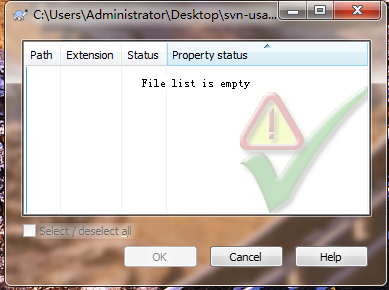 C:\Users\Administrator\Desktop\svn-usa...
Path Extension Status Property status
File list is empty
Select / deselect all
OK Cancel Help